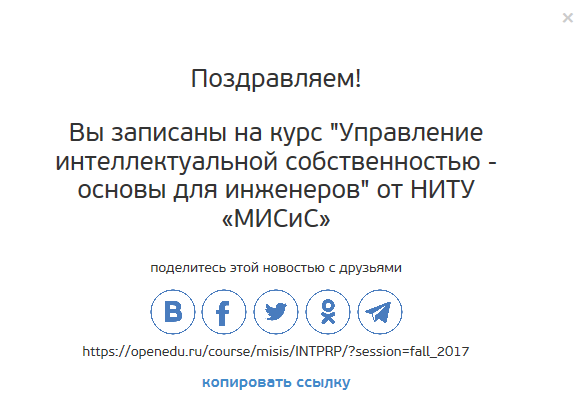 Поздравляем!
Вы записаны на курс "Управление
интеллектуальной собственностью -
основы для инженеров" от НИТУ
«МИСиС»
поделитесь этой новостью с друзьями
https://openedu.ru/course/misis/INTPRP/?session=fall_2017
копировать ссылку